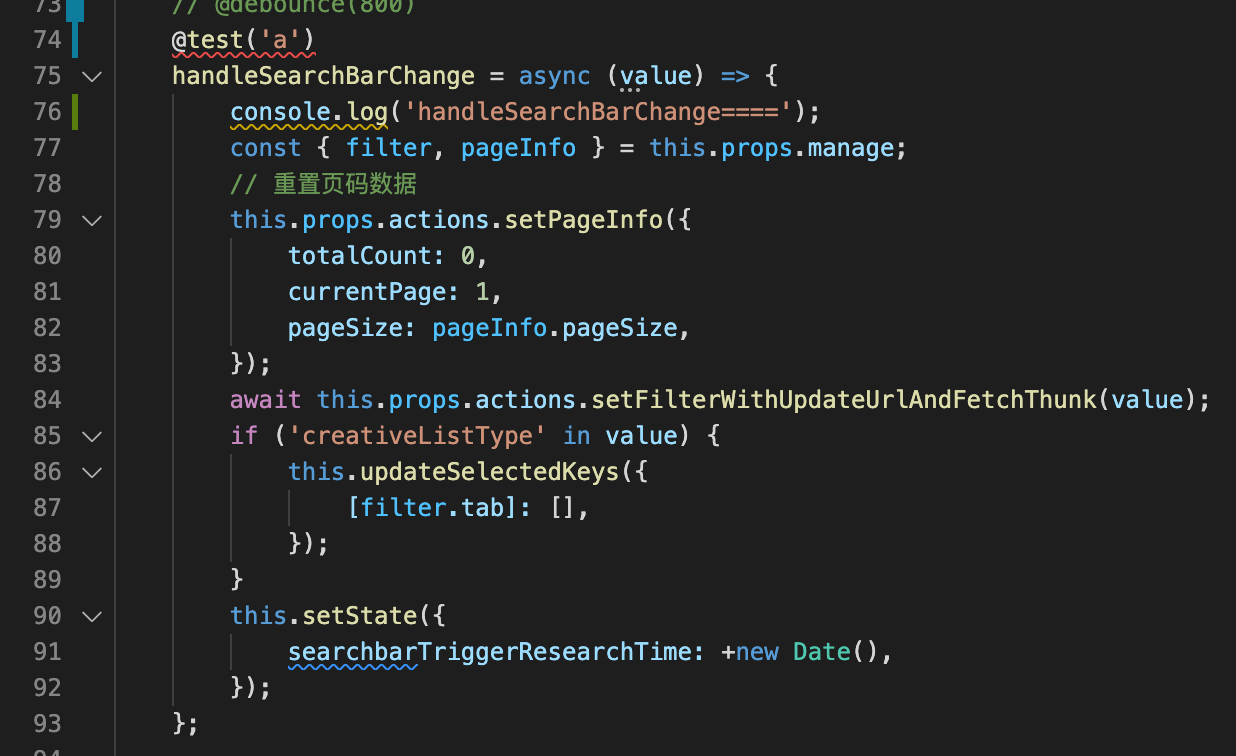 73 // @debounce(800)
74 @test('a')
75 handleSearchBarChange = async (value) => {
76 console.log('handleSearchBarChange====');
77 const { filter, pageInfo } = this.props.manage;
78 // 重置页码数据
79 this.props.actions.setPageInfo({
80 totalCount: 0,
81 currentPage: 1,
82 pageSize: pageInfo.pageSize,
83 });
84 await this.props.actions.setFilterWithUpdateUrlAndFetchThunk(value);
85 if ('creativeListType' in value) {
86 this.updateSelectedKeys({
87 [filter.tab]: [],
88 });
89 }
90 this.setState({
91 searchbarTriggerResearchTime: +new Date(),
92 });
93 };
94